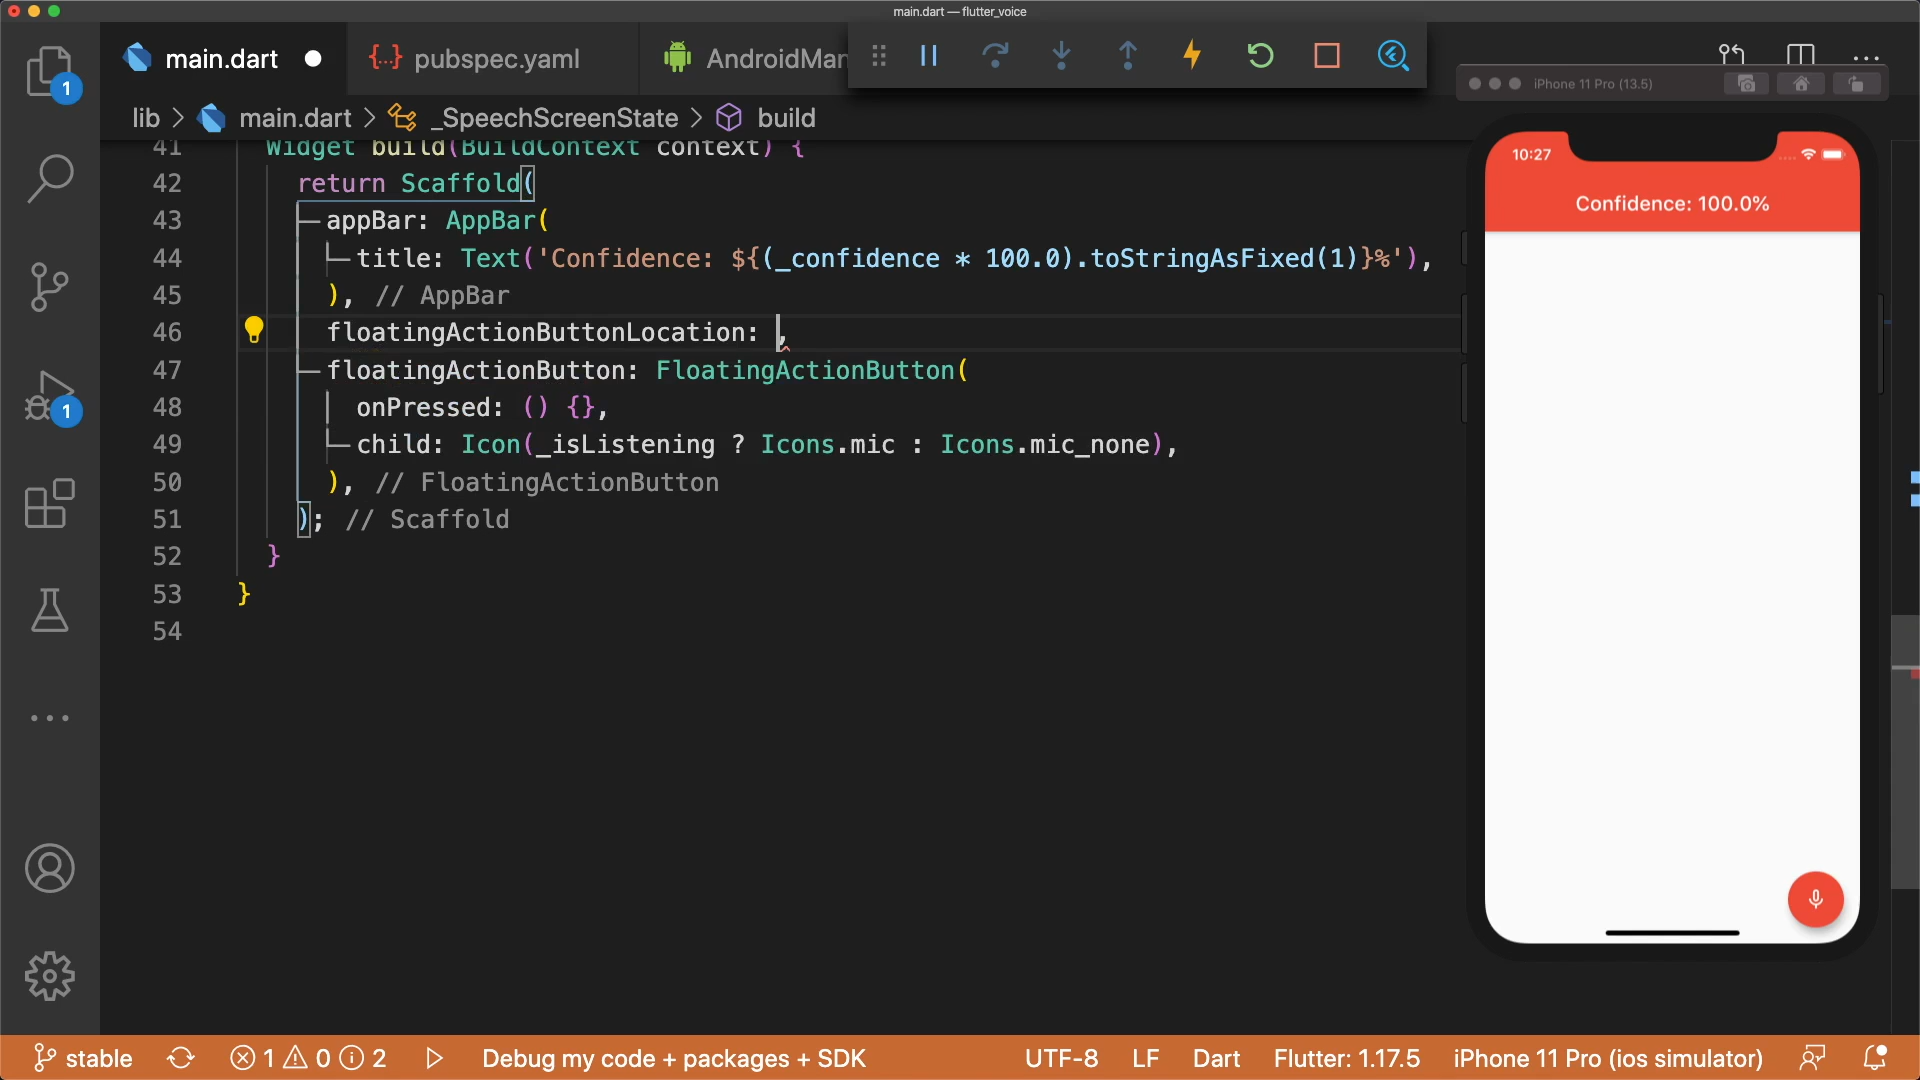 main.dart — flutter_voice
main.dart
{...} pubspec.yaml
AndroidMan
lib > main.dart > _SpeechScreenState > build
41 Widget build(BuildContext context) {
42 return Scaffold(
43 appBar: AppBar(
44 title: Text('Confidence: ${(_confidence * 100.0).toStringAsFixed(1)}%'),
45 ), // AppBar
46 floatingActionButtonLocation: ,
47 floatingActionButton: FloatingActionButton(
48 onPressed: () {},
49 child: Icon(_isListening ? Icons.mic : Icons.mic_none),
50 ), // FloatingActionButton
51 ); // Scaffold
52 }
53 }
54
1
1
iPhone 11 Pro (13.5)
10:27
Confidence: 100.0%
stable 1 0 2 Debug my code + packages + SDK UTF-8 LF Dart Flutter: 1.17.5 iPhone 11 Pro (ios simulator)